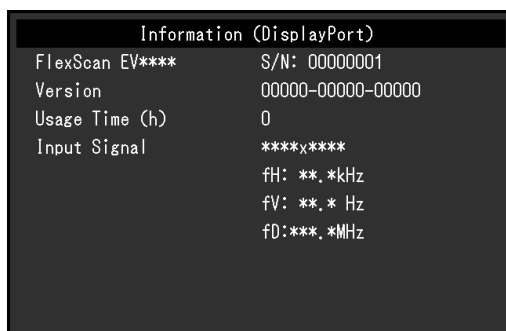 Information (DisplayPort)
FlexScan EV**** S/N: 00000001
Version 00000-00000-00000
Usage Time (h) 0
Input Signal ****x****
fH: **.*kHz
fV: **.* Hz
fD:***.*MHz